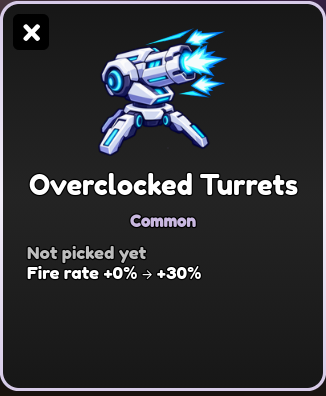 Overclocked Turrets
Common
Not picked yet
Fire rate +0% → +30%